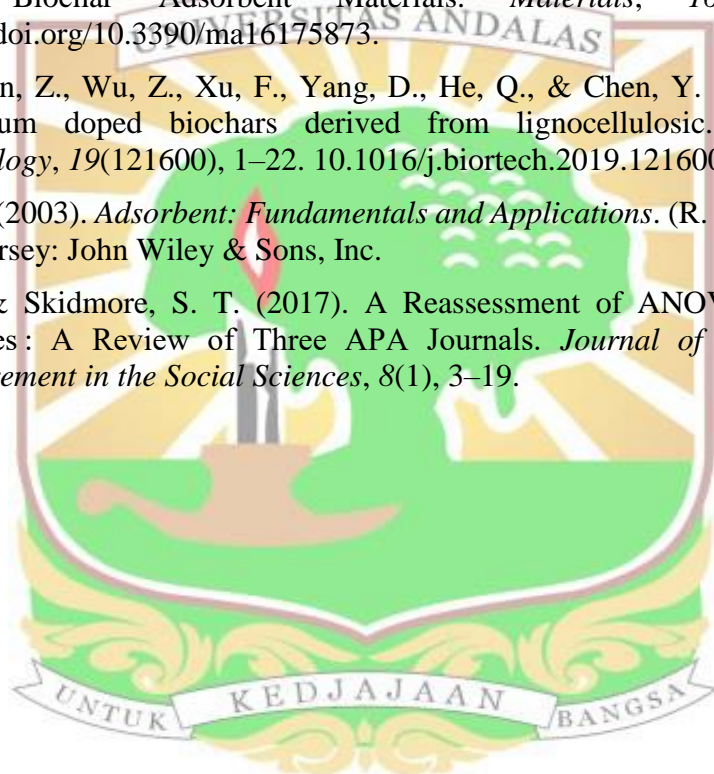 Biochar Adsorbent Materials. Materials,
UNIVERSITAS ANDALAS
doi.org/10.3390/ma16175873.
n, Z., Wu, Z., Xu, F., Yang, D., He, Q., & Chen, Y.
um doped biochars derived from lignocellulosic.
ology, 19(121600), 1–22. 10.1016/j.biortech.2019.121600
(2003). Adsorbent: Fundamentals and Applications. (R.
rsey: John Wiley & Sons, Inc.
& Skidmore, S. T. (2017). A Reassessment of ANOV
es : A Review of Three APA Journals. Journal of
rement in the Social Sciences, 8(1), 3–19.
UNTUK KEDJAJAAN BANGSA